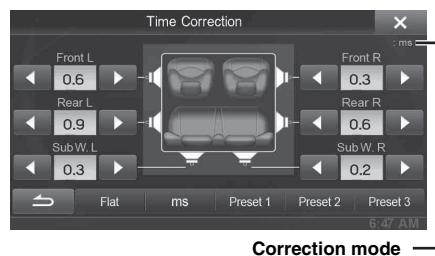 Time Correction
: ms
Front L
Front R
0.6
0.3
Rear L
Rear R
0.9
0.6
Sub W. L
Sub W. R
0.3
0.2
Flat ms Preset 1 Preset 2 Preset 3
6:47 AM
Correction mode